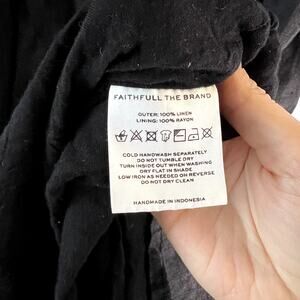 FAITHFULL THE BRAND
OUTER: 100% LINEN
LINING: 100% RAYON
COLD HANDWASH SEPARATELY
DO NOT TUMBLE DRY
TURN INSIDE OUT WHEN WASHING
DRY FLAT IN SHADE
LOW IRON AS NEEDED ON REVERSE
DO NOT DRY CLEAN
HANDMADE IN INDONESIA